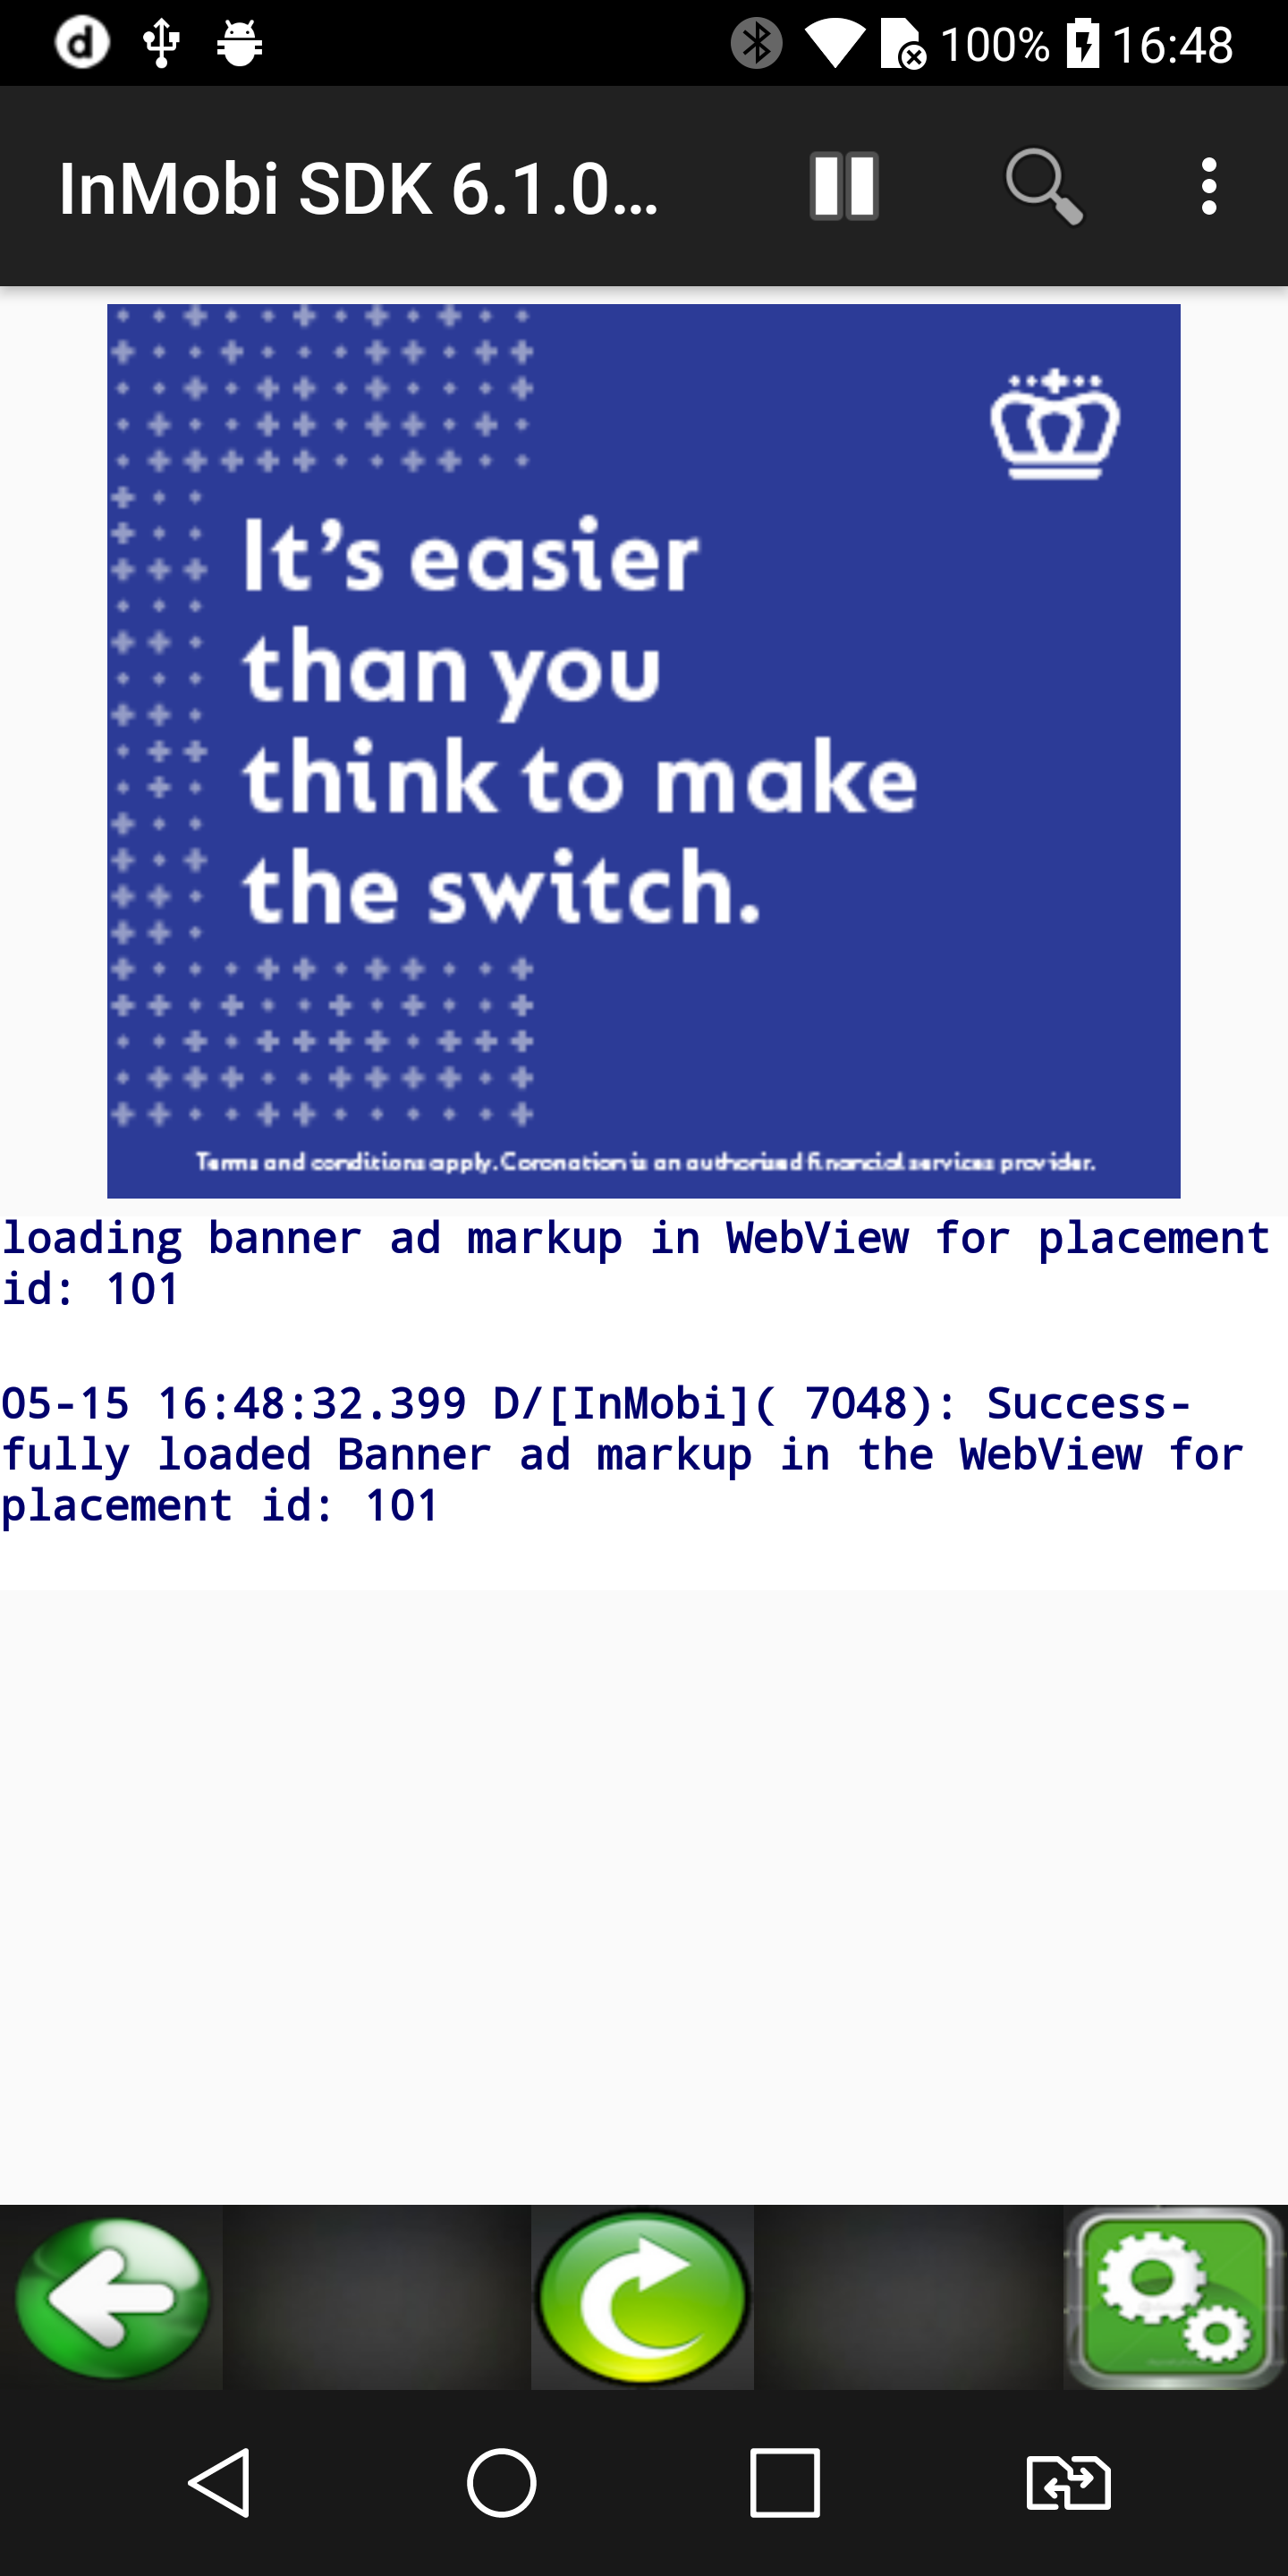 100% 16:48
InMobi SDK 6.1.0...
It's easier
than you
think to make
the switch.
Terms and conditions apply. Coronation is an authorised financial services provider.
loading banner ad markup in WebView for placement
id: 101
05-15 16:48:32.399 D/[InMobi]( 7048): Success-
fully loaded Banner ad markup in the WebView for
placement id: 101